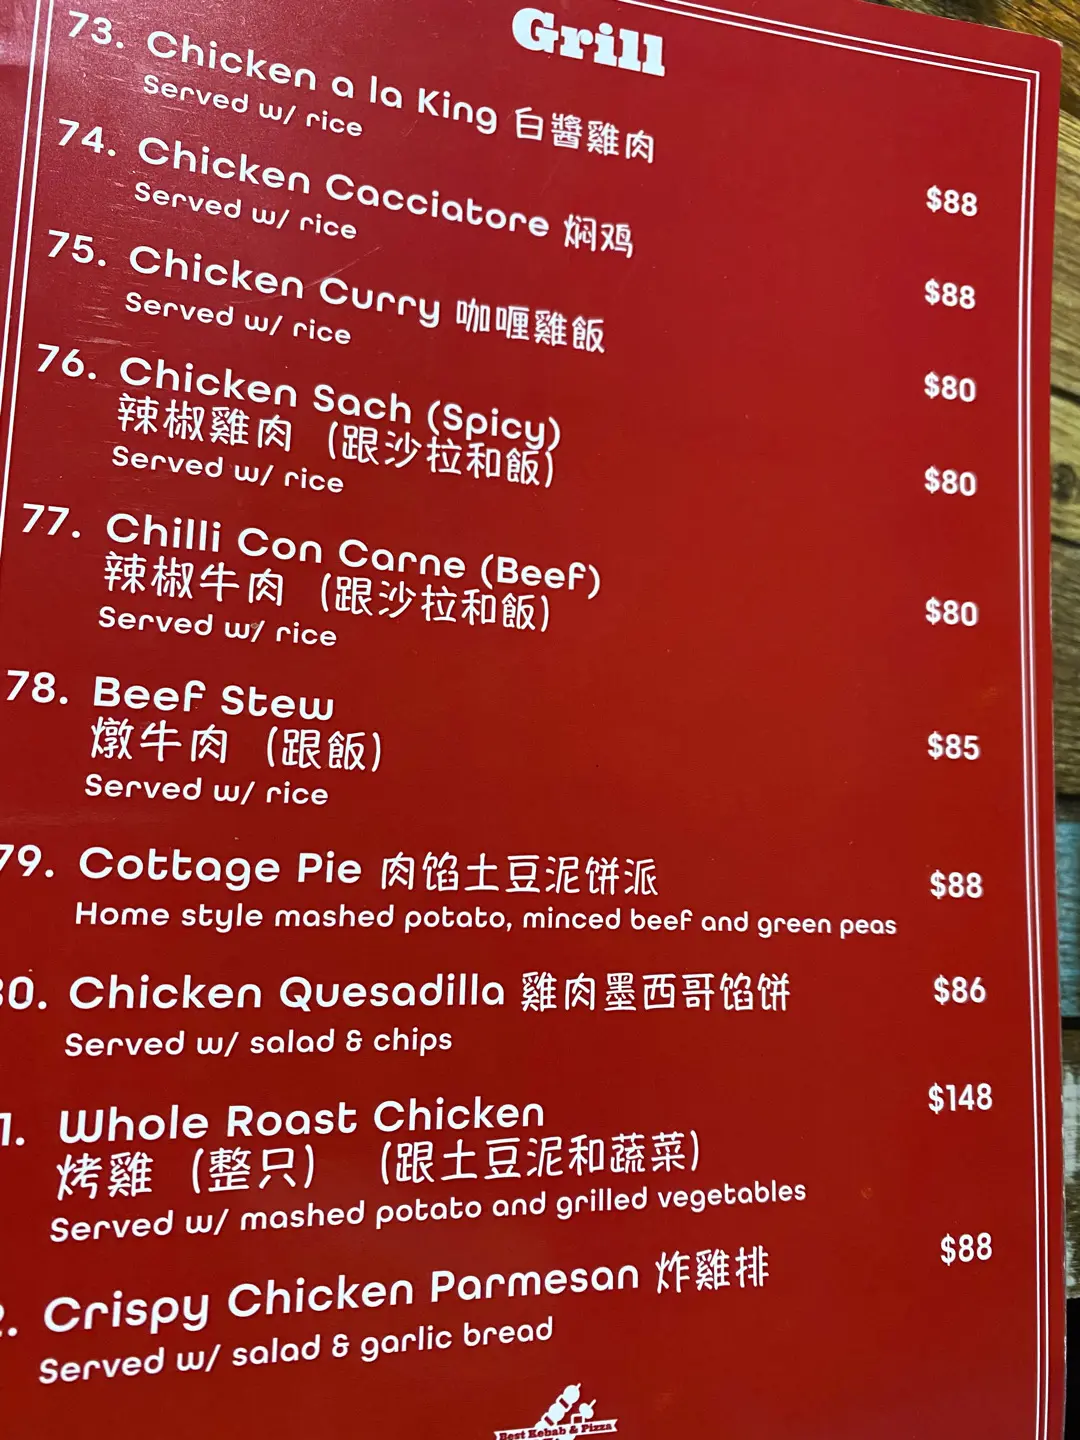 Grill
73. Chicken a la King 白醬雞肉
Served w/ rice
$88
74. Chicken Cacciatore 焖鸡
Served w/ rice
$88
75. Chicken Curry 咖喱雞飯
Served w/ rice
$80
76. Chicken Sach (Spicy)
辣椒雞肉 (跟沙拉和飯)
Served w/ rice
$80
77. Chilli Con Carne (Beef)
辣椒牛肉 (跟沙拉和飯)
Served w/ rice
$80
78. Beef Stew
燉牛肉 (跟飯)
Served w/ rice
$85
79. Cottage Pie 肉馅土豆泥饼派
Home style mashed potato, minced beef and green peas
$88
80. Chicken Quesadilla 雞肉墨西哥馅饼
Served w/ salad & chips
$86
1. Whole Roast Chicken
烤雞 (整只) (跟土豆泥和蔬菜)
Served w/ mashed potato and grilled vegetables
$148
2. Crispy Chicken Parmesan 炸雞排
Served w/ salad & garlic bread
$88
Best Kebab & Pizza